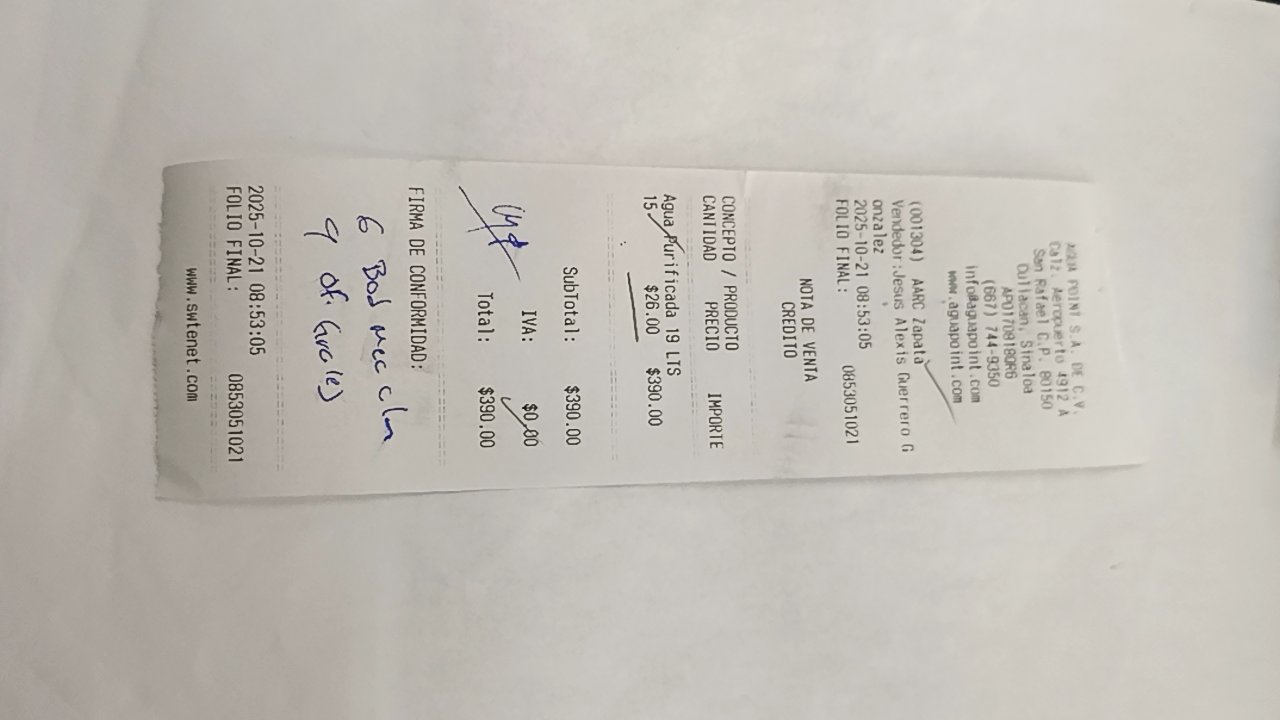 AQUA POINT S.A. DE C.V.
Calz. Aeropuerto 4912 A
San Rafael C.P. 80150
Culiacan, Sinaloa
(667) 744-9350
info@aguapoint.com
www.aguapoint.com
(001304) AARC Zapata
Vendedor:Jesus Alexis Guerrero G
onzalez
2025-10-21 08:53:05
FOLIO FINAL: 0853051021
NOTA DE VENTA
CREDITO
CONCEPTO / PRODUCTO
CANTIDAD PRECIO IMPORTE
Agua Purificada 19 LTS
15 $26.00 $390.00
SubTotal: $390.00
IVA: $0.00
Total: $390.00
FIRMA DE CONFORMIDAD:
6 Bod
9 of.
2025-10-21 08:53:05
FOLIO FINAL: 0853051021
www.swtenet.com